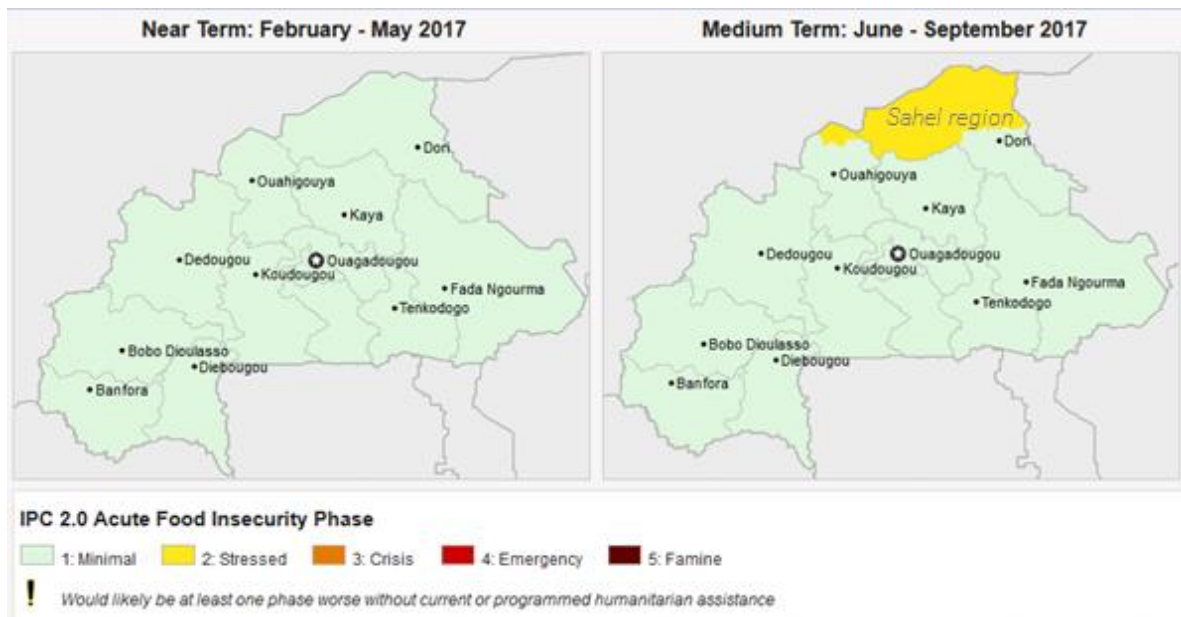 Near Term: February - May 2017
Dori
Ouahigouya
Kaya
Dedougou
Ouagadougou
Koudougou
Fada Ngourma
Tenkodogo
Bobo Dioulasso
Diebougou
Banfora
Medium Term: June - September 2017
Sahel region
Dori
Ouahigouya
Kaya
Dedougou
Ouagadougou
Koudougou
Fada Ngourma
Tenkodogo
Bobo Dioulasso
Diebougou
Banfora
IPC 2.0 Acute Food Insecurity Phase
1: Minimal 2: Stressed 3: Crisis 4: Emergency 5: Famine
! Would likely be at least one phase worse without current or programmed humanitarian assistance